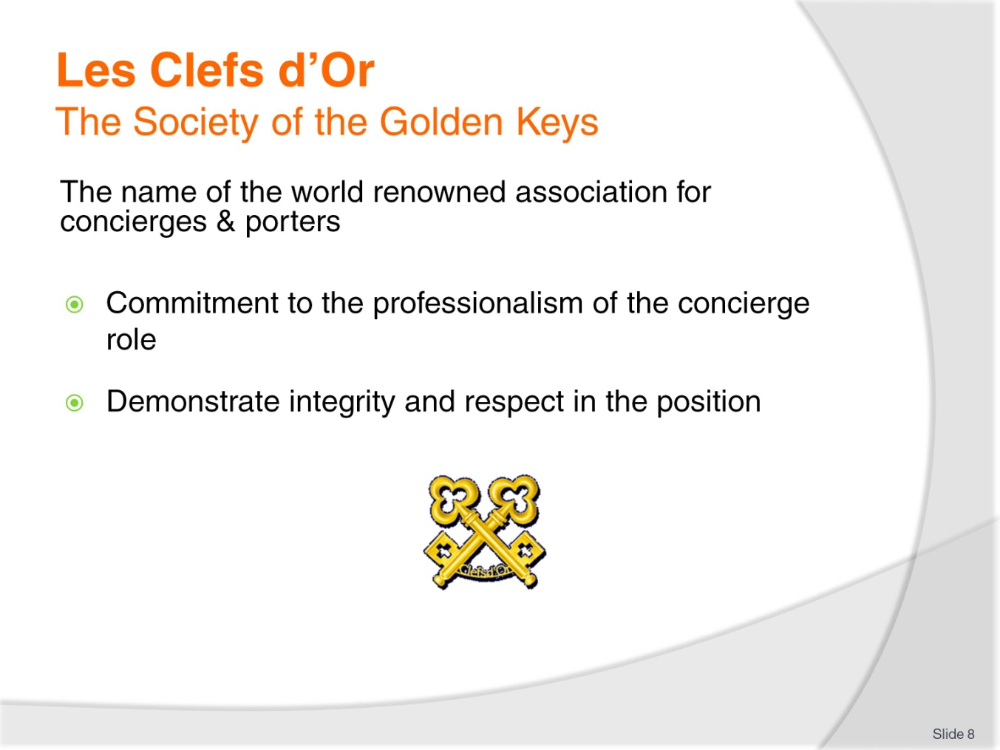 Les Clefs d’Or
The Society of the Golden Keys
The name of the world renowned association for
concierges & porters
Commitment to the professionalism of the concierge
role
Demonstrate integrity and respect in the position
Clefs d'Or
Slide 8